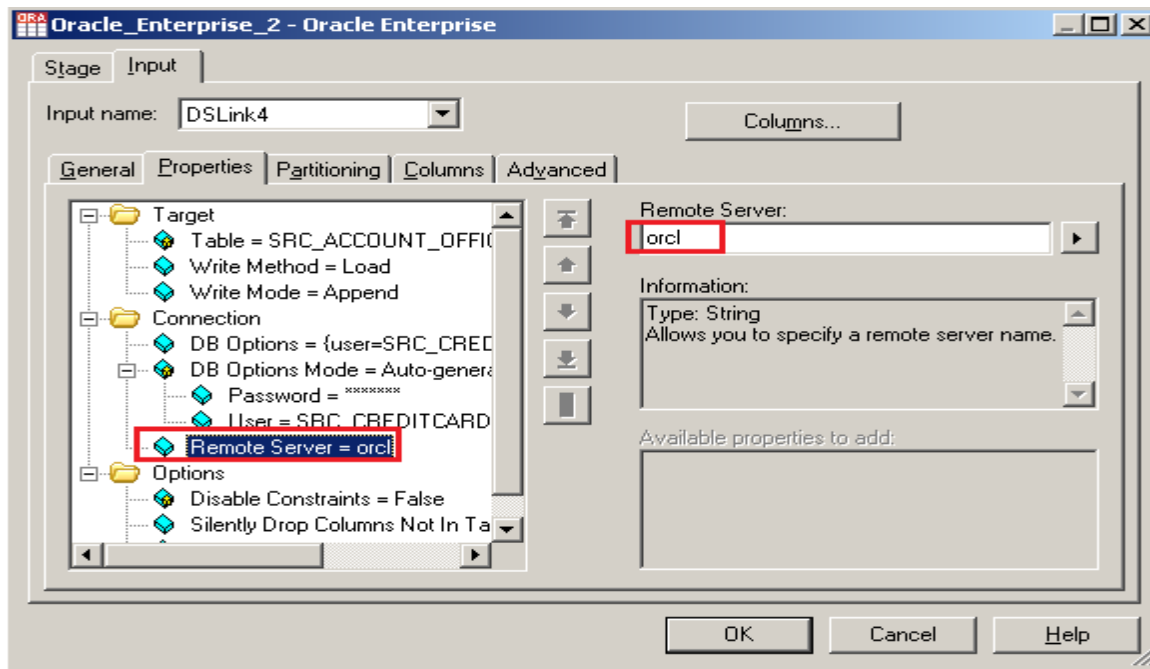 Oracle_Enterprise_2 - Oracle Enterprise
Stage Input
Input name: DSLink4 Columns...
General Properties Partitioning Columns Advanced
Target
Table = SRC_ACCOUNT_OFFI
Write Method = Load
Write Mode = Append
Connection
DB Options = {user=SRC_CRED
DB Options Mode = Auto-genera
Password = *******
User = SRC_CREDITCARD
Remote Server = orcl
Options
Disable Constraints = False
Silently Drop Columns Not In Ta
Remote Server:
orcl
Information:
Type: String
Allows you to specify a remote server name.
Available properties to add:
OK Cancel Help